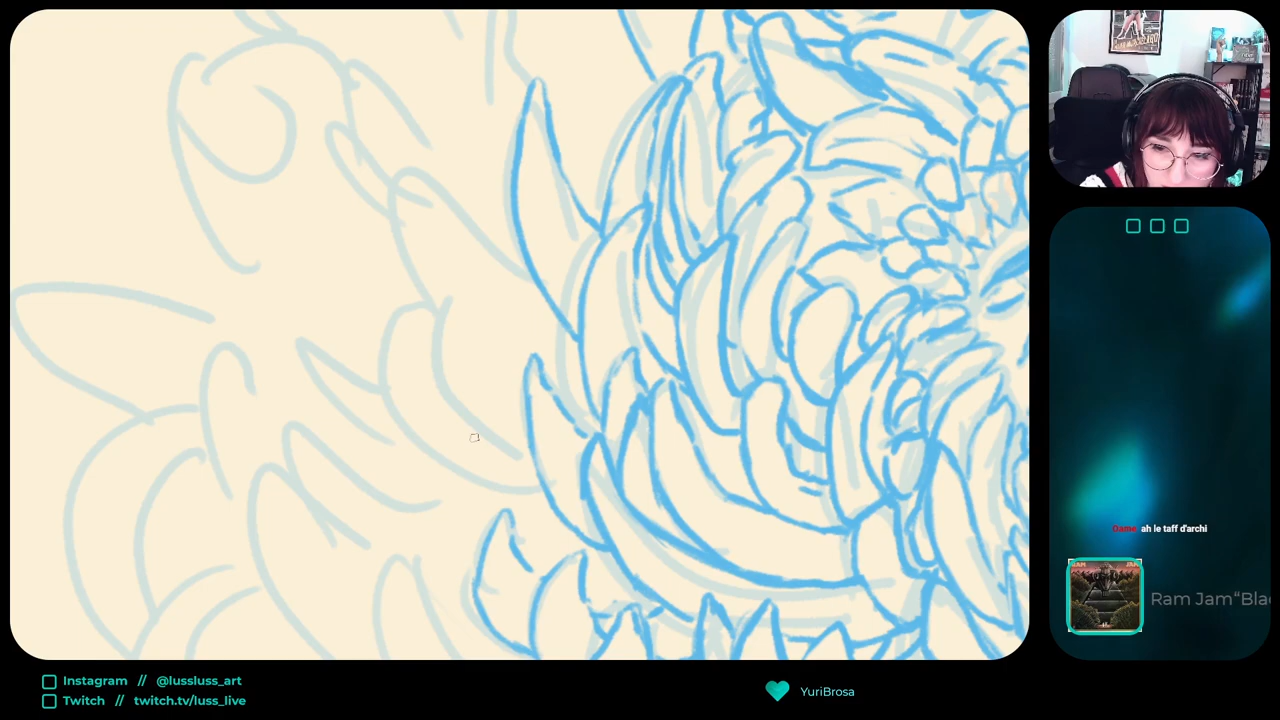 Dame ah le taff d'archi
Ram Jam“Blac
Instagram // @lussluss_art
Twitch // twitch.tv/luss_live
YuriBrosa